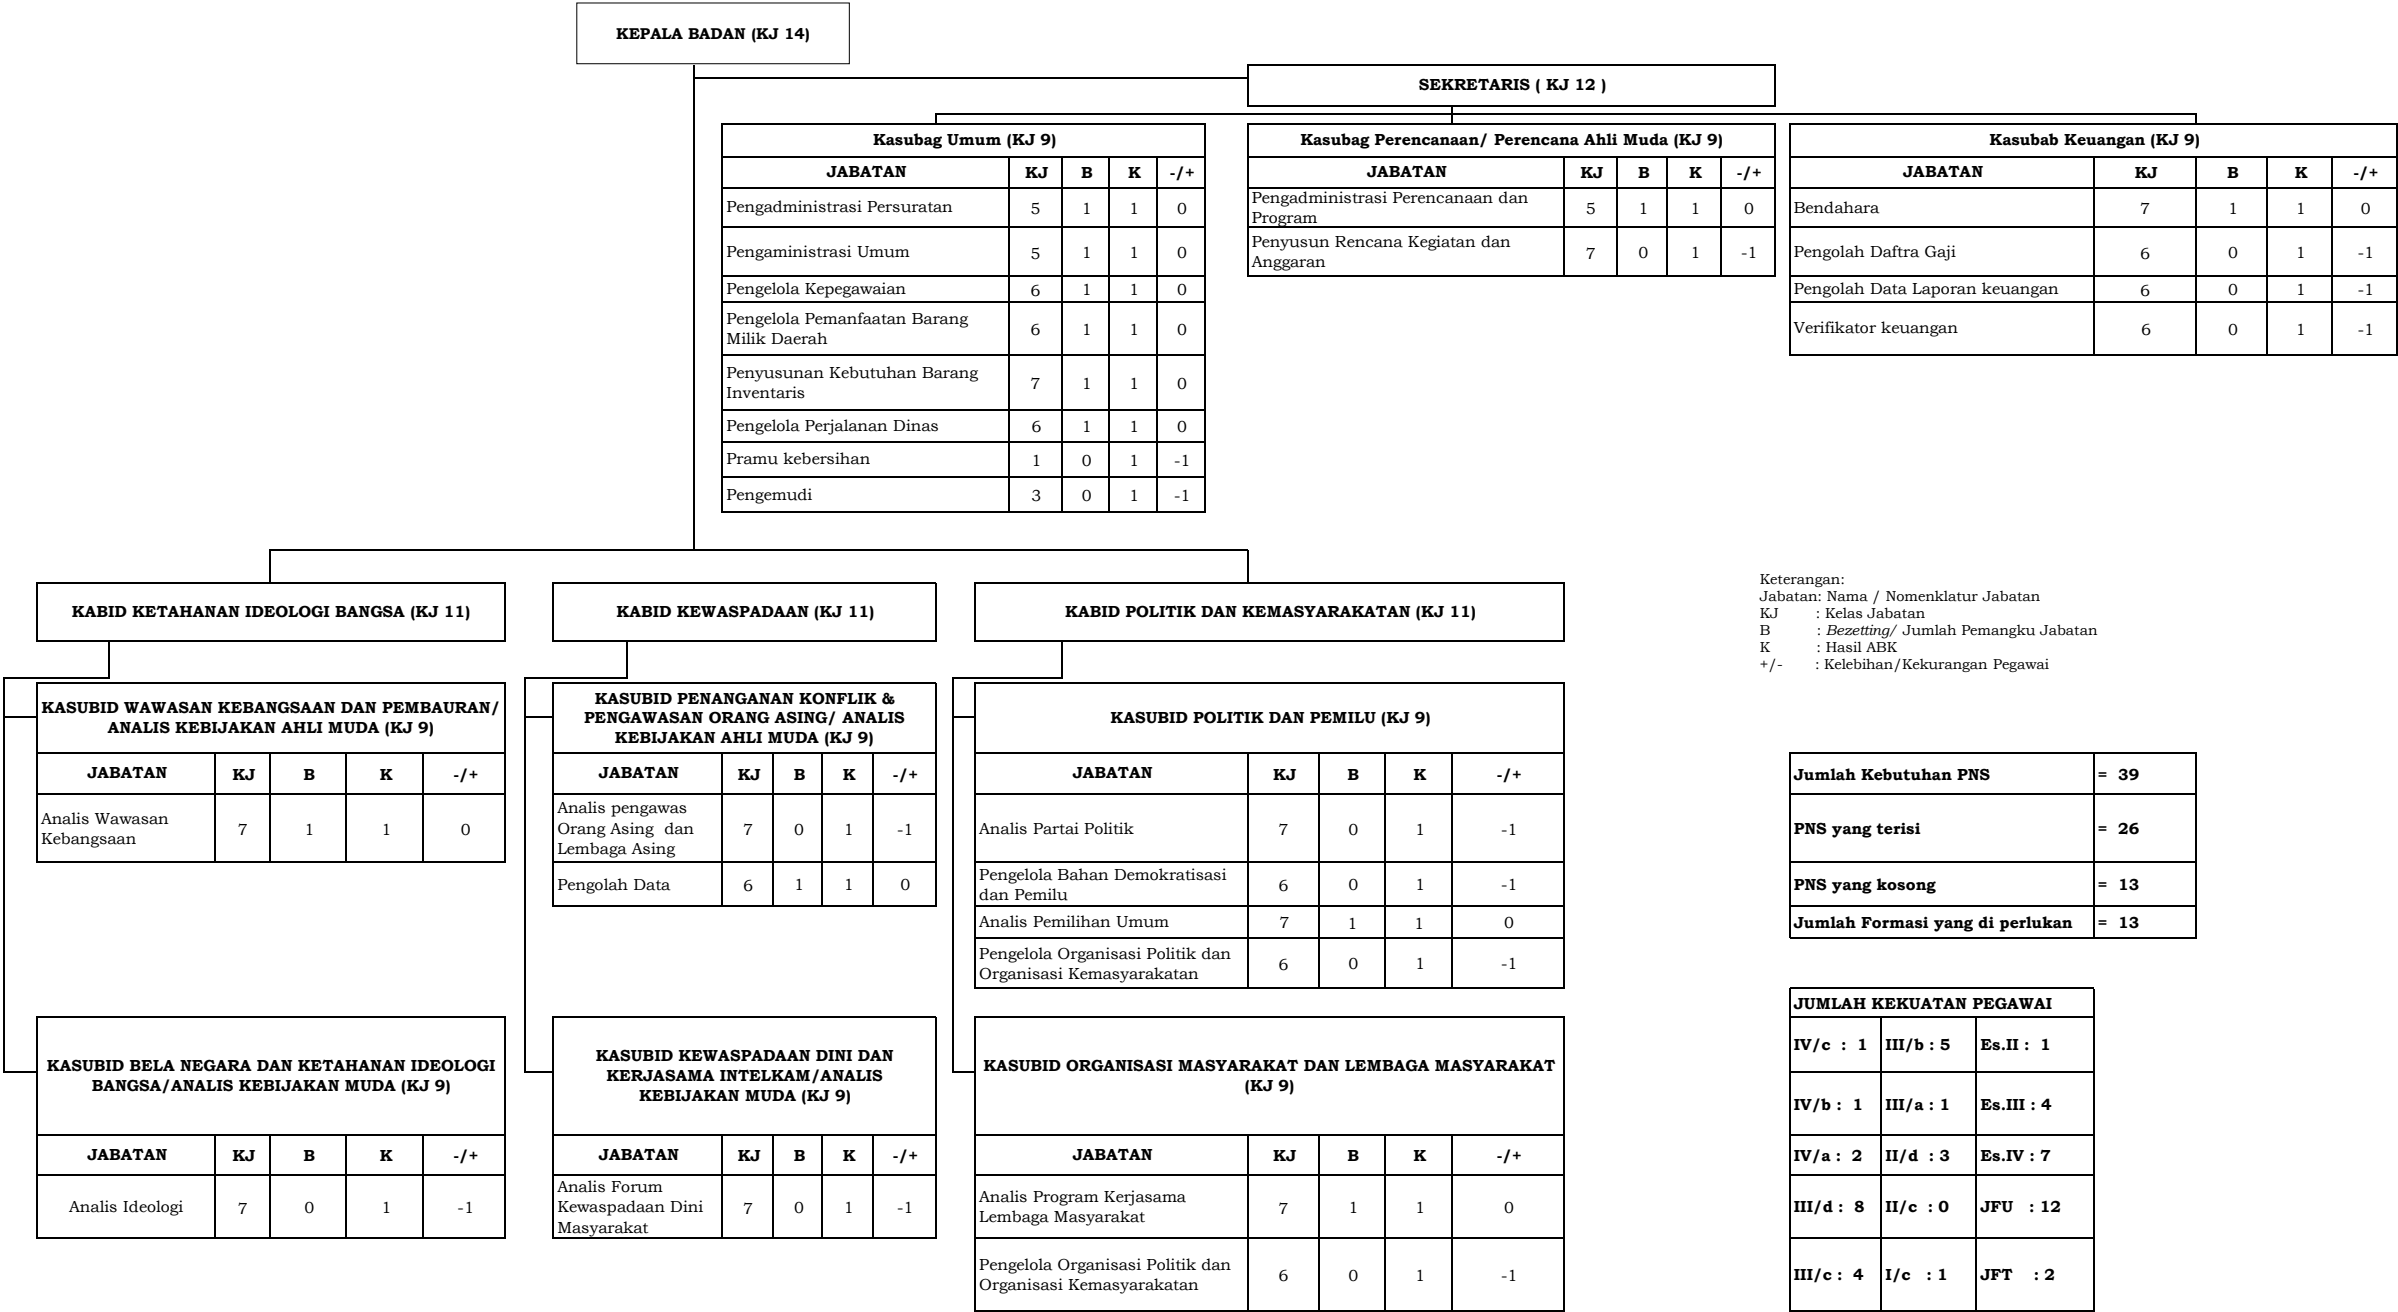 KEPALA BADAN (KJ 14)
SEKRETARIS ( KJ 12 )
Kasubag Umum (KJ 9)
JABATAN KJ B K -/+
Pengadministrasi Persuratan 5 1 1 0
Pengaministrasi Umum 5 1 1 0
Pengelola Kepegawaian 6 1 1 0
Pengelola Pemanfaatan Barang
Milik Daerah 6 1 1 0
Penyusunan Kebutuhan Barang
Inventaris 7 1 1 0
Pengelola Perjalanan Dinas 6 1 1 0
Pramu kebersihan 1 0 1 -1
Pengemudi 3 0 1 -1
Kasubag Perencanaan/ Perencana Ahli Muda (KJ 9)
JABATAN KJ B K -/+
Pengadministrasi Perencanaan dan
Program 5 1 1 0
Penyusun Rencana Kegiatan dan
Anggaran 7 0 1 -1
Kasubab Keuangan (KJ 9)
JABATAN KJ B K -/+
Bendahara 7 1 1 0
Pengolah Daftra Gaji 6 0 1 -1
Pengolah Data Laporan keuangan 6 0 1 -1
Verifikator keuangan 6 0 1 -1
KABID KETAHANAN IDEOLOGI BANGSA (KJ 11)
KASUBID WAWASAN KEBANGSAAN DAN PEMBAURAN/
ANALIS KEBIJAKAN AHLI MUDA (KJ 9)
JABATAN KJ B K -/+
Analis Wawasan
Kebangsaan 7 1 1 0
KASUBID BELA NEGARA DAN KETAHANAN IDEOLOGI
BANGSA/ANALIS KEBIJAKAN MUDA (KJ 9)
JABATAN KJ B K -/+
Analis Ideologi 7 0 1 -1
KABID KEWASPADAAN (KJ 11)
KASUBID PENANGANAN KONFLIK &
PENGAWASAN ORANG ASING/ ANALIS
KEBIJAKAN AHLI MUDA (KJ 9)
JABATAN KJ B K -/+
Analis pengawas
Orang Asing dan
Lembaga Asing 7 0 1 -1
Pengolah Data 6 1 1 0
KASUBID KEWASPADAAN DINI DAN
KERJASAMA INTELKAM/ANALIS
KEBIJAKAN MUDA (KJ 9)
JABATAN KJ B K -/+
Analis Forum
Kewaspadaan Dini
Masyarakat 7 0 1 -1
KABID POLITIK DAN KEMASYARAKATAN (KJ 11)
KASUBID POLITIK DAN PEMILU (KJ 9)
JABATAN KJ B K -/+
Analis Partai Politik 7 0 1 -1
Pengelola Bahan Demokratisasi
dan Pemilu 6 0 1 -1
Analis Pemilihan Umum 7 1 1 0
Pengelola Organisasi Politik dan
Organisasi Kemasyarakatan 6 0 1 -1
KASUBID ORGANISASI MASYARAKAT DAN LEMBAGA MASYARAKAT
(KJ 9)
JABATAN KJ B K -/+
Analis Program Kerjasama
Lembaga Masyarakat 7 1 1 0
Pengelola Organisasi Politik dan
Organisasi Kemasyarakatan 6 0 1 -1
Keterangan:
Jabatan: Nama / Nomenklatur Jabatan
KJ : Kelas Jabatan
B : Bezetting/ Jumlah Pemangku Jabatan
K : Hasil ABK
+/- : Kelebihan/Kekurangan Pegawai
Jumlah Kebutuhan PNS = 39
PNS yang terisi = 26
PNS yang kosong = 13
Jumlah Formasi yang di perlukan = 13
JUMLAH KEKUATAN PEGAWAI
IV/c : 1 III/b : 5 Es.II : 1
IV/b : 1 III/a : 1 Es.III : 4
IV/a : 2 II/d : 3 Es.IV : 7
III/d : 8 II/c : 0 JFU : 12
III/c : 4 I/c : 1 JFT : 2